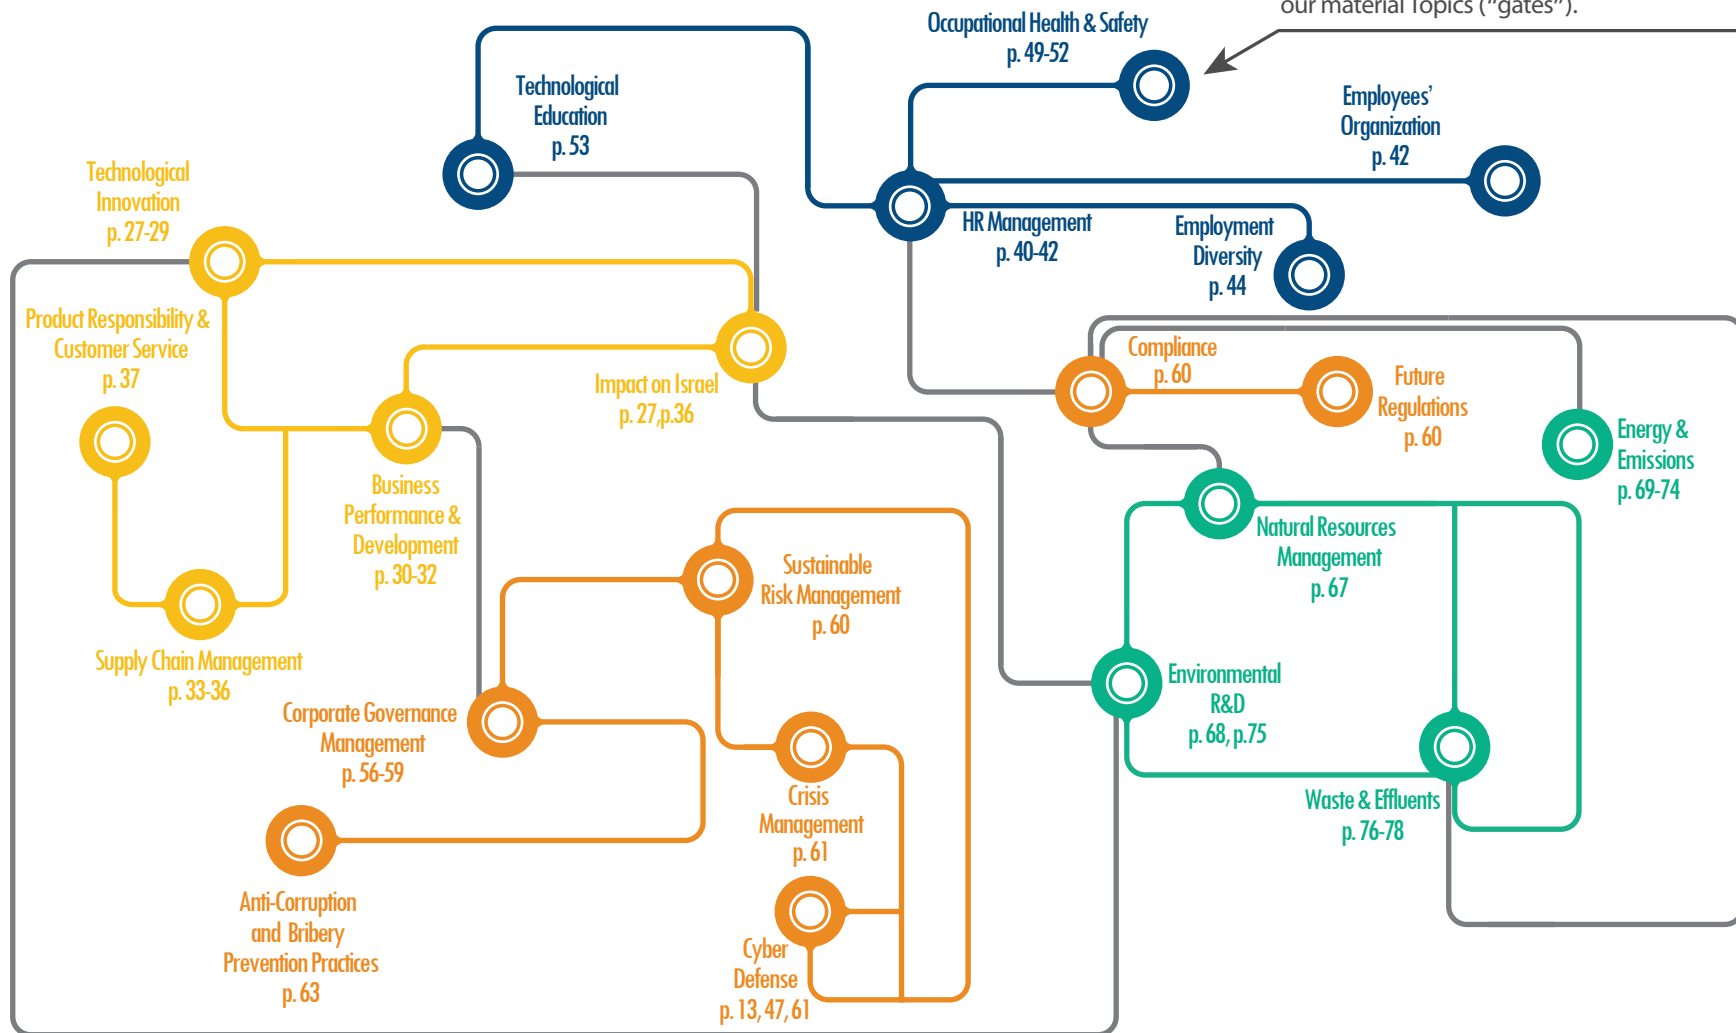 our material Topics (“gates”).
Occupational Health & Safety
p. 49-52
Technological
Education
p. 53
Employees’
Organization
p. 42
Technological
Innovation
p. 27-29
HR Management
p. 40-42
Employment
Diversity
p. 44
Product Responsibility &
Customer Service
p. 37
Impact on Israel
p. 27,p.36
Compliance
p. 60
Future
Regulations
p. 60
Energy &
Emissions
p. 69-74
Business
Performance &
Development
p. 30-32
Natural Resources
Management
p. 67
Sustainable
Risk Management
p. 60
Supply Chain Management
p. 33-36
Environmental
R&D
p. 68, p.75
Corporate Governance
Management
p. 56-59
Crisis
Management
p. 61
Waste & Effluents
p. 76-78
Anti-Corruption
and Bribery
Prevention Practices
p. 63
Cyber
Defense
p. 13, 47, 61